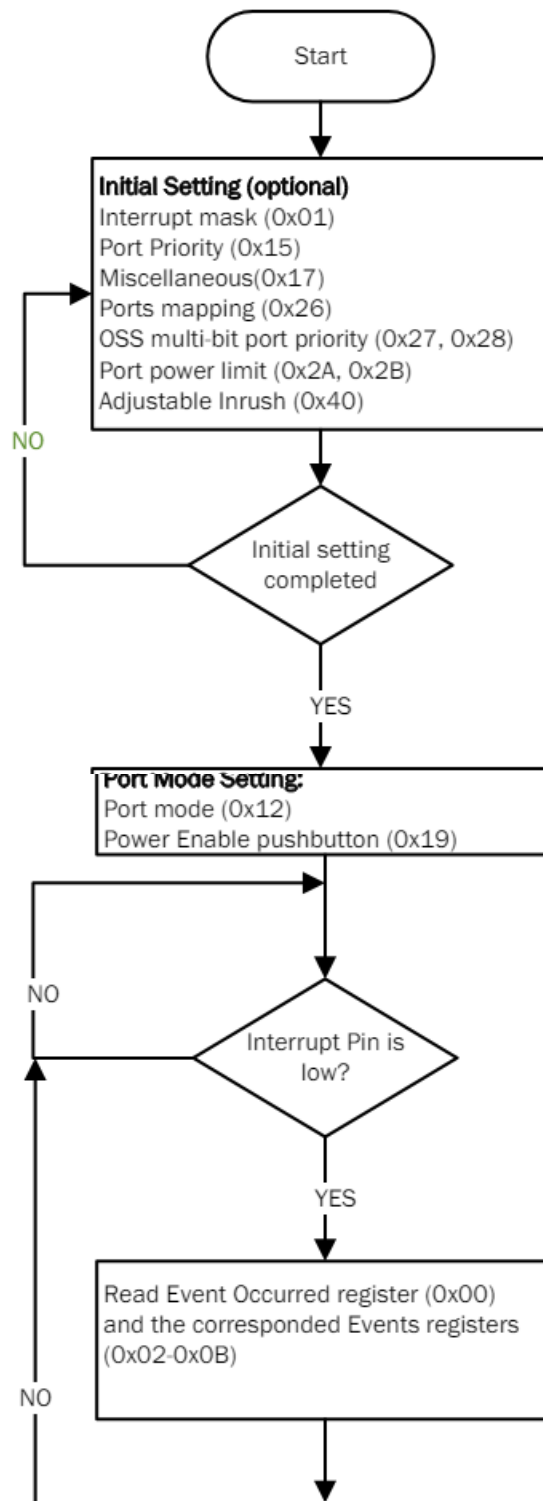 Start
Initial Setting (optional)
Interrupt mask (0x01)
Port Priority (0x15)
Miscellaneous(0x17)
Ports mapping (0x26)
OSS multi-bit port priority (0x27, 0x28)
Port power limit (0x2A, 0x2B)
Adjustable Inrush (0x40)
NO
Initial setting
completed
YES
Port Mode Setting:
Port mode (0x12)
Power Enable pushbutton (0x19)
NO
Interrupt Pin is
low?
YES
Read Event Occurred register (0x00)
and the corresponded Events registers
(0x02-0x0B)
NO